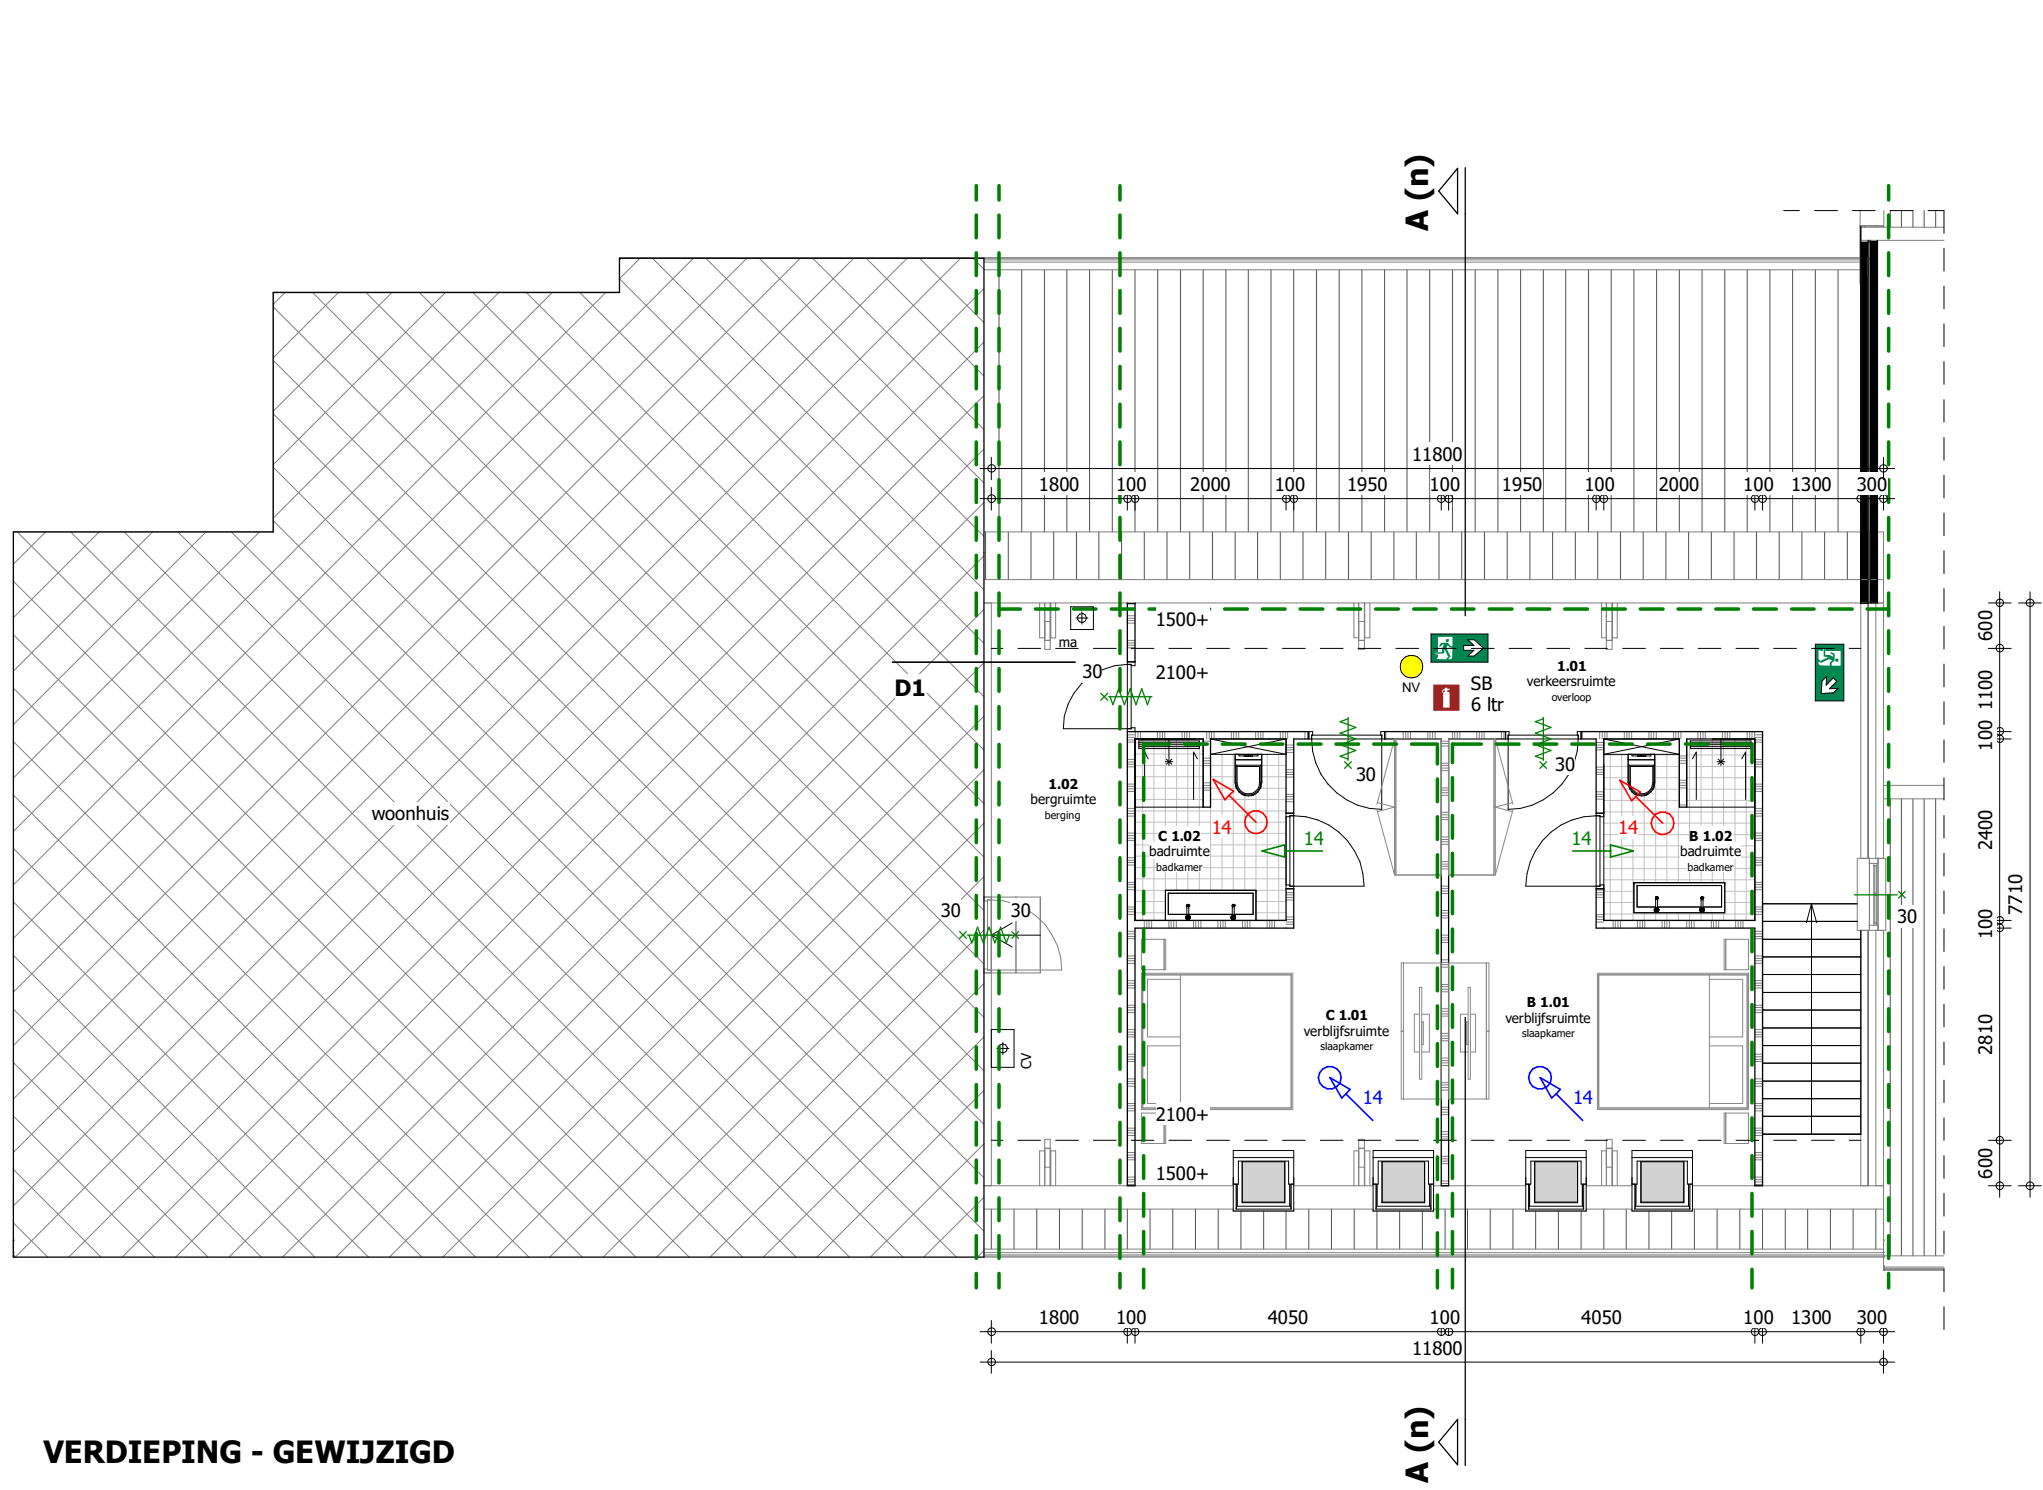 A (n)
11800
1800 100 2000 100 1950 100 1950 100 2000 100 1300 300
1500+
ma
2100+
30
D1
NV
SB
6 ltr
1.01
verkeersruimte
overloop
600
1100
100
2400
100
2810
600
7710
30
30
1.02
bergruimte
berging
woonhuis
14
14
14
14
C 1.02
badruimte
badkamer
B 1.02
badruimte
badkamer
30
30
30
CV
C 1.01
verblijfsruimte
slaapkamer
B 1.01
verblijfsruimte
slaapkamer
14
14
2100+
1500+
1800 100 4050 100 4050 100 1300 300
11800
A (n)
VERDIEPING - GEWIJZIGD